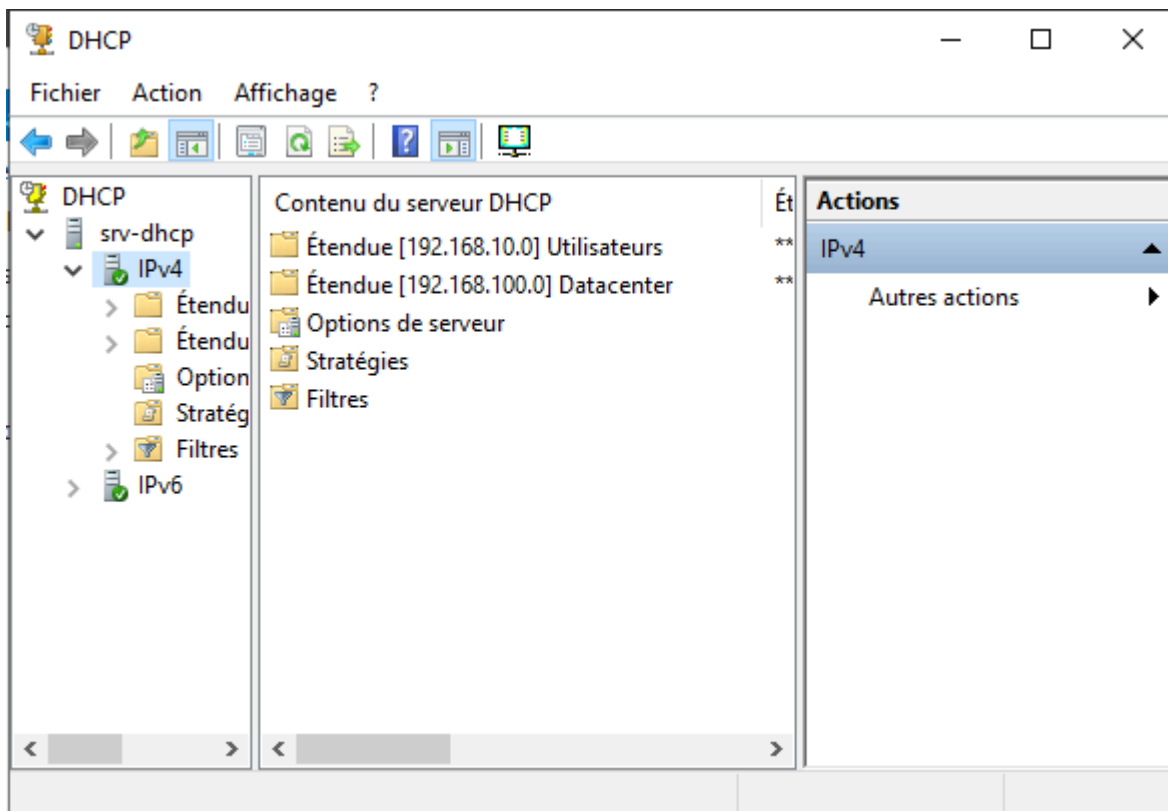 DHCP
Fichier Action Affichage ?
DHCP
srv-dhcp
IPv4
Étendu
Étendu
Option
Stratég
Filtres
IPv6
Contenu du serveur DHCP Ét
Étendue [192.168.10.0] Utilisateurs **
Étendue [192.168.100.0] Datacenter **
Options de serveur
Stratégies
Filtres
Actions
IPv4
Autres actions